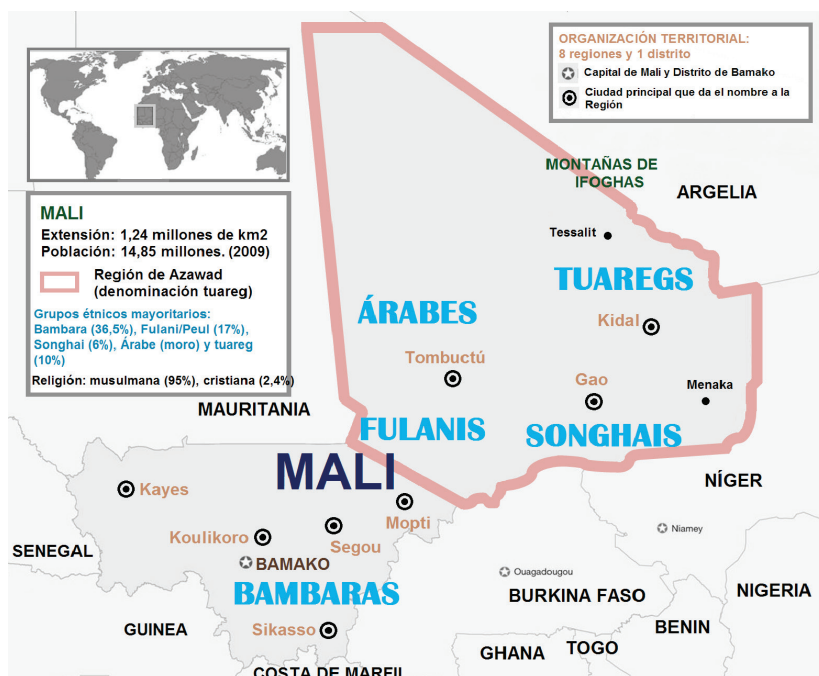 ORGANIZACIÓN TERRITORIAL:
8 regiones y 1 distrito
Capital de Mali y Distrito de Bamako
Ciudad principal que da el nombre a la
Región
MONTAÑAS DE
IFOGHAS
ARGELIA
MALI
Extensión: 1,24 millones de km2
Población: 14,85 millones. (2009)
Región de Azawad
(denominación tuareg)
Grupos étnicos mayoritarios:
Bambara (36,5%), Fulani/Peul (17%),
Songhai (6%), Árabe (moro) y tuareg
(10%)
Religión: musulmana (95%), cristiana (2,4%)
Tessalit
TUAREGS
ÁRABES
Kidal
Tombuctú
Gao
Menaka
MAURITANIA
FULANIS
SONGHAIS
MALI
NÍGER
Kayes
Mopti
Koulikoro
Segou
Niamey
SENEGAL
BAMAKO
Ouagadougou
BAMBARAS
BURKINA FASO
NIGERIA
GUINEA
Sikasso
BENIN
GHANA
TOGO
COSTA DE MARFIL